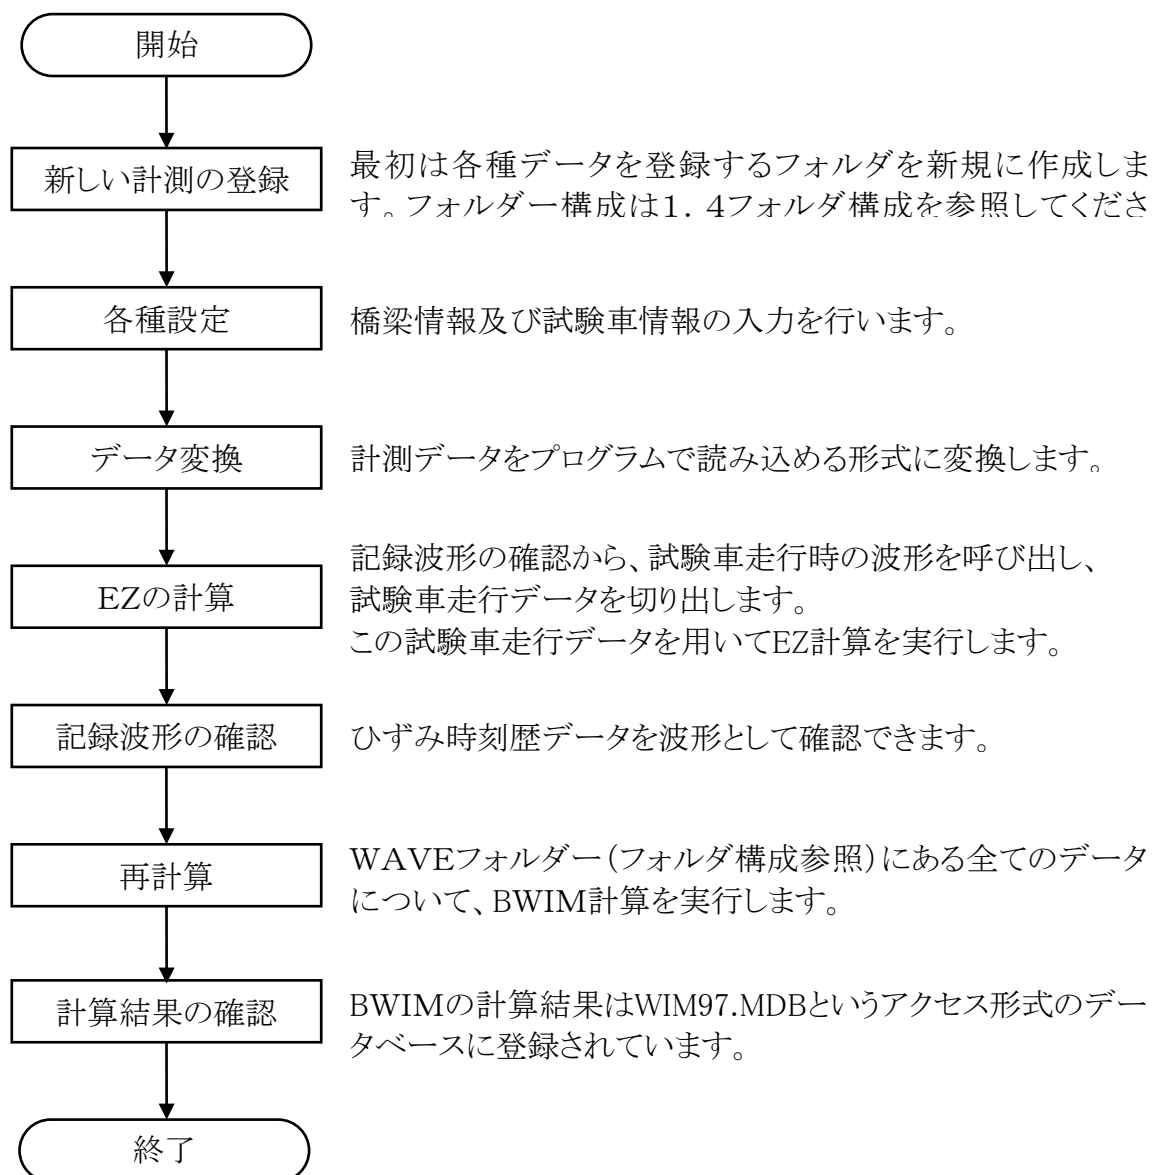 開始
新しい計測の登録
最初は各種データを登録するフォルダを新規に作成しま
す。フォルダー構成は1．4フォルダ構成を参照してくださ
各種設定
橋梁情報及び試験車情報の入力を行います。
データ変換
計測データをプログラムで読み込める形式に変換します。
EZの計算
記録波形の確認から、試験車走行時の波形を呼び出し、
試験車走行データを切り出します。
この試験車走行データを用いてEZ計算を実行します。
記録波形の確認
ひずみ時刻歴データを波形として確認できます。
再計算
WAVEフォルダー（フォルダ構成参照）にある全てのデータ
について、BWIM計算を実行します。
計算結果の確認
BWIMの計算結果はWIM97.MDBというアクセス形式のデー
タベースに登録されています。
終了